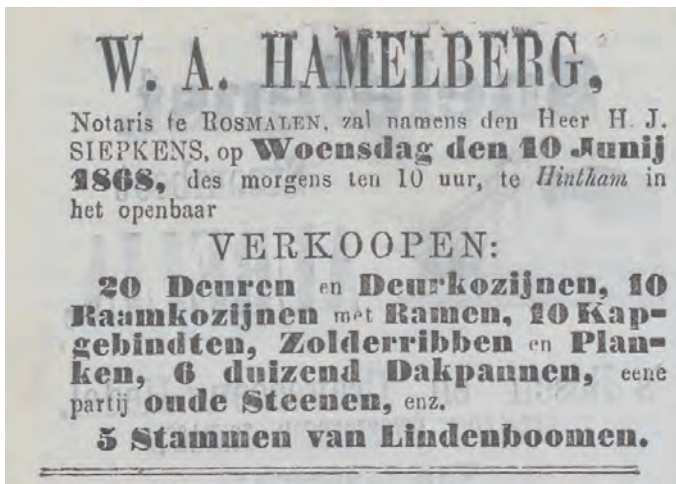 W. A. HAMELBERG,
Notaris te ROSMALEN, zal namens den Heer H. J.
SIEPKENS, op Woensdag den 10 Junij
1868, des morgens ten 10 uur, te Hintham in
het openbaar
VERKOOPEN:
20 Deuren en Deurkozijnen, 10
Raamkozijnen met Ramen, 10 Kap-
gebindten, Zolderribben en Plan-
ken, 6 duizend Dakpannen, eene
partij oude Steenen, enz.
5 Stammen van Lindenboomen.